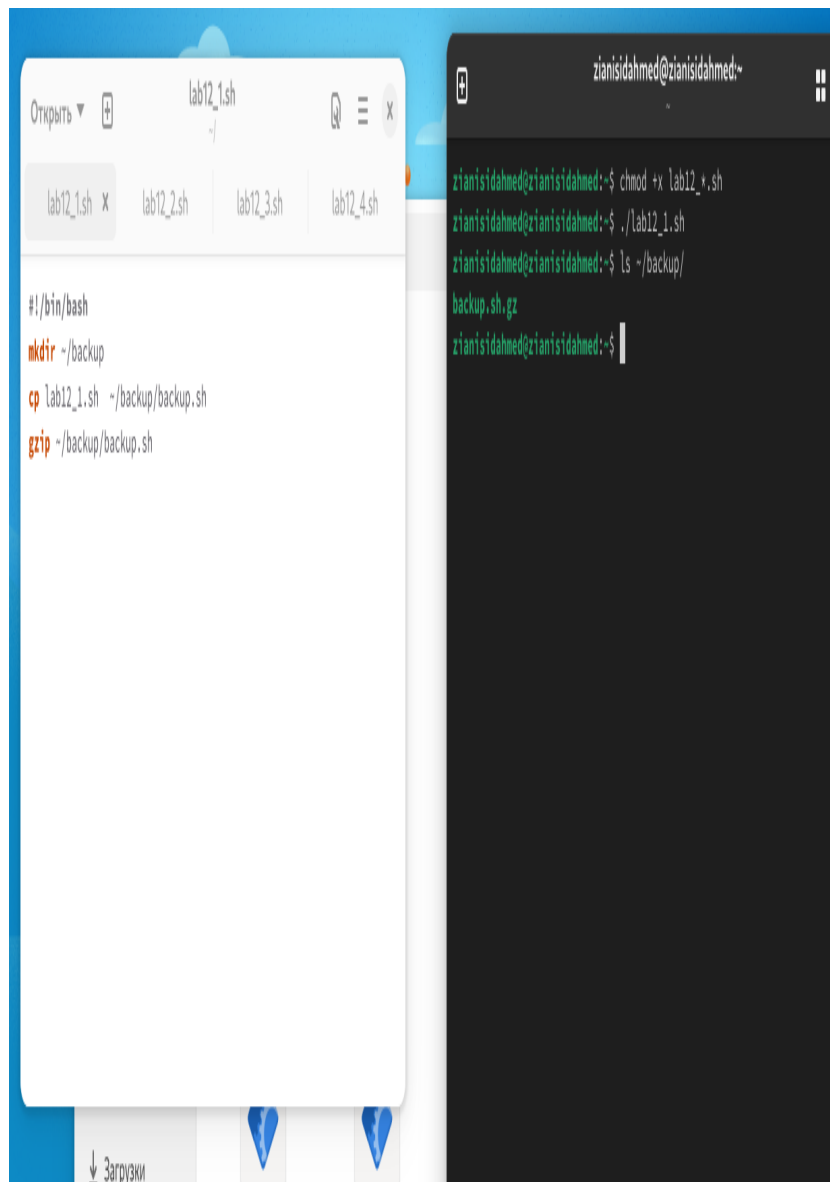 Открыть
lab12_1.sh
~/
lab12_1.sh
lab12_2.sh
lab12_3.sh
lab12_4.sh
#!/bin/bash
mkdir ~/backup
cp lab12_1.sh  ~/backup/backup.sh
gzip ~/backup/backup.sh
Загрузки
zianisidahmed@zianisidahmed:~
~
zianisidahmed@zianisidahmed:~$ chmod +x lab12_*.sh
zianisidahmed@zianisidahmed:~$ ./lab12_1.sh
zianisidahmed@zianisidahmed:~$ ls ~/backup/
backup.sh.gz
zianisidahmed@zianisidahmed:~$